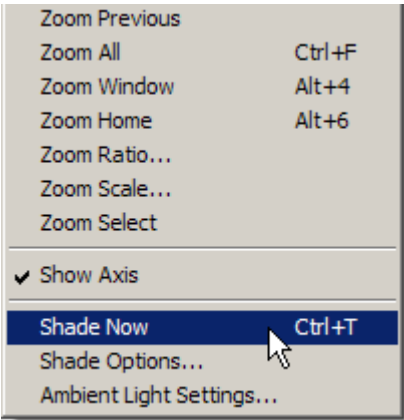 Zoom Previous
Zoom All Ctrl+F
Zoom Window Alt+4
Zoom Home Alt+6
Zoom Ratio...
Zoom Scale...
Zoom Select
Show Axis
Shade Now Ctrl+T
Shade Options...
Ambient Light Settings...